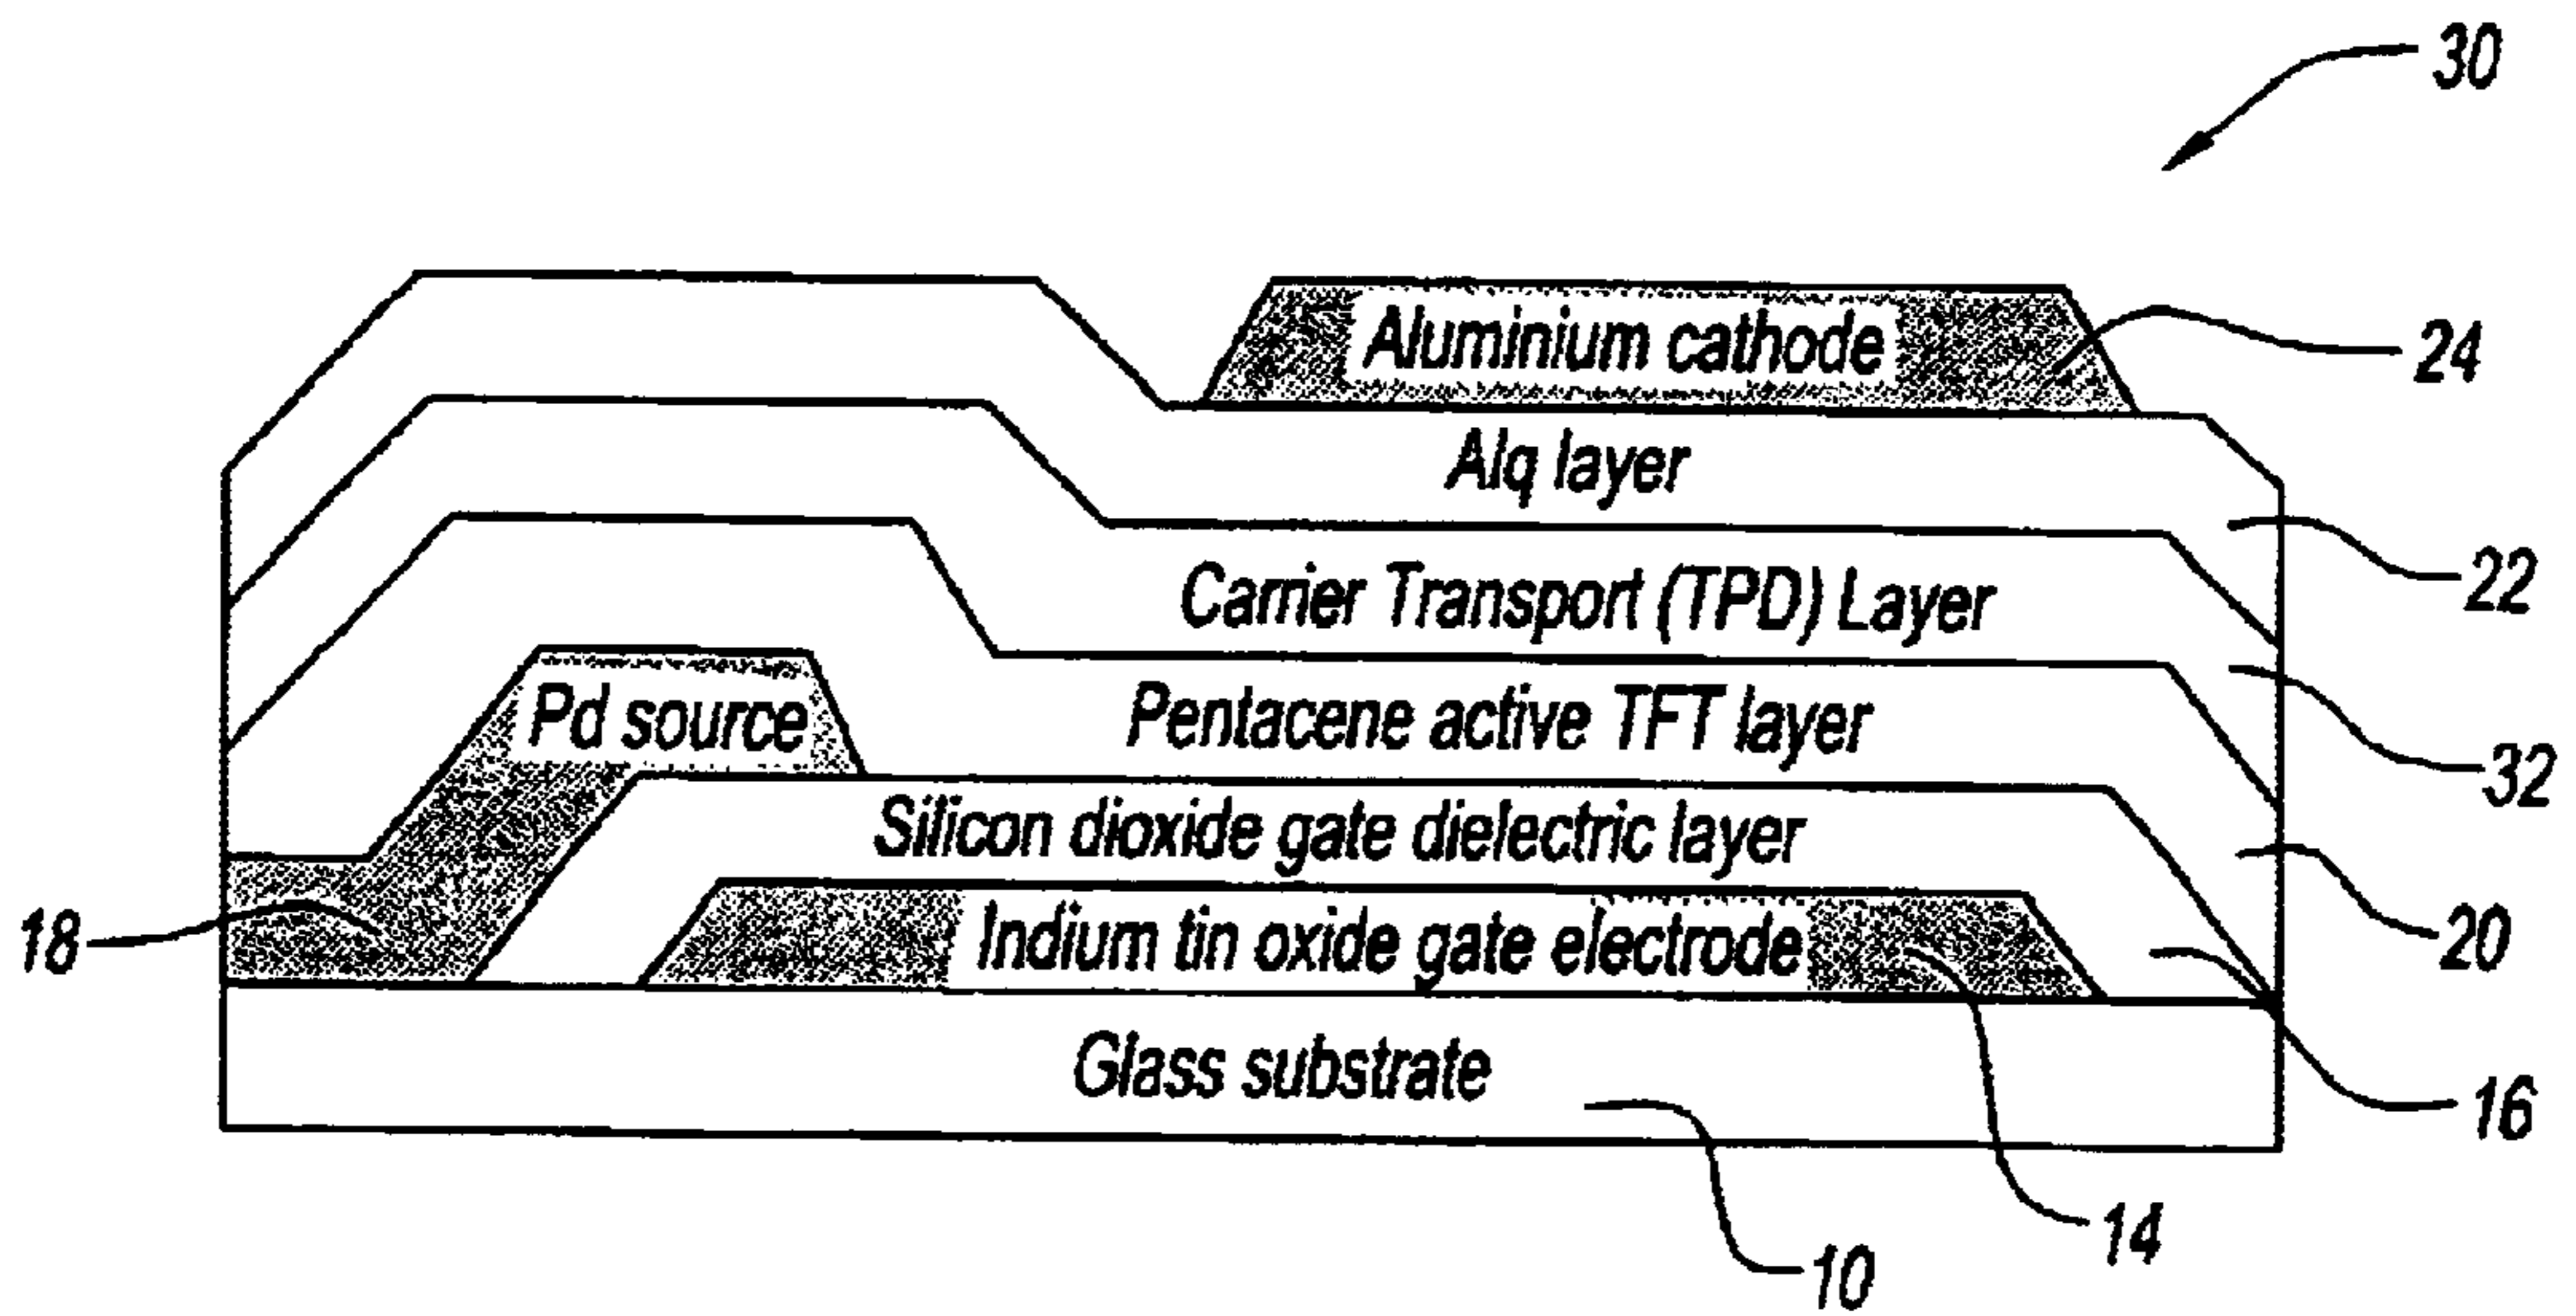 30
Aluminium cathode
24
Alq layer
22
Carrier Transport (TPD) Layer
32
Pd source
Pentacene active TFT layer
Silicon dioxide gate dielectric layer
18
Indium tin oxide gate electrode
20
Glass substrate
16
14
10